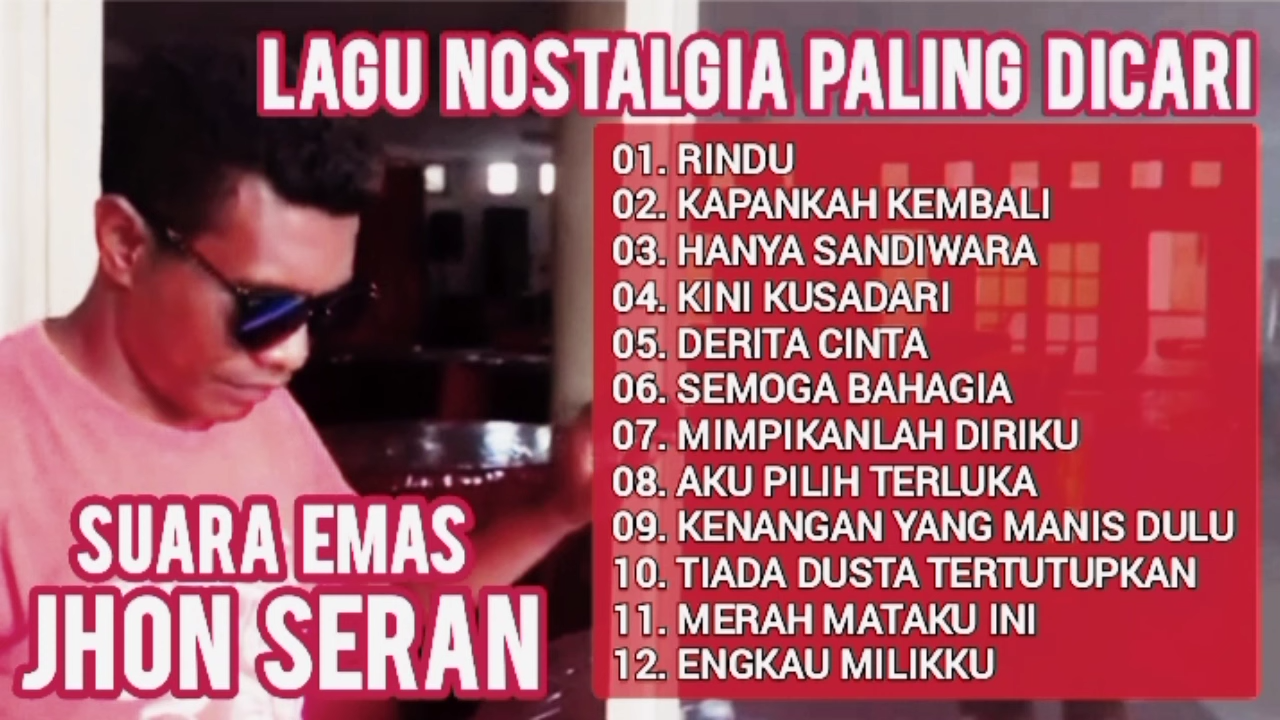 LAGU NOSTALGIA PALING DICARI
01. RINDU
02. KAPANKAH KEMBALI
03. HANYA SANDIWARA
04. KINI KUSADARI
05. DERITA CINTA
06. SEMOGA BAHAGIA
07. MIMPIKANLAH DIRIKU
08. AKU PILIH TERLUKA
09. KENANGAN YANG MANIS DULU
10. TIADA DUSTA TERTUTUPKAN
11. MERAH MATAKU INI
12. ENGKAU MILIKKU
SUARA EMAS
JHON SERAN